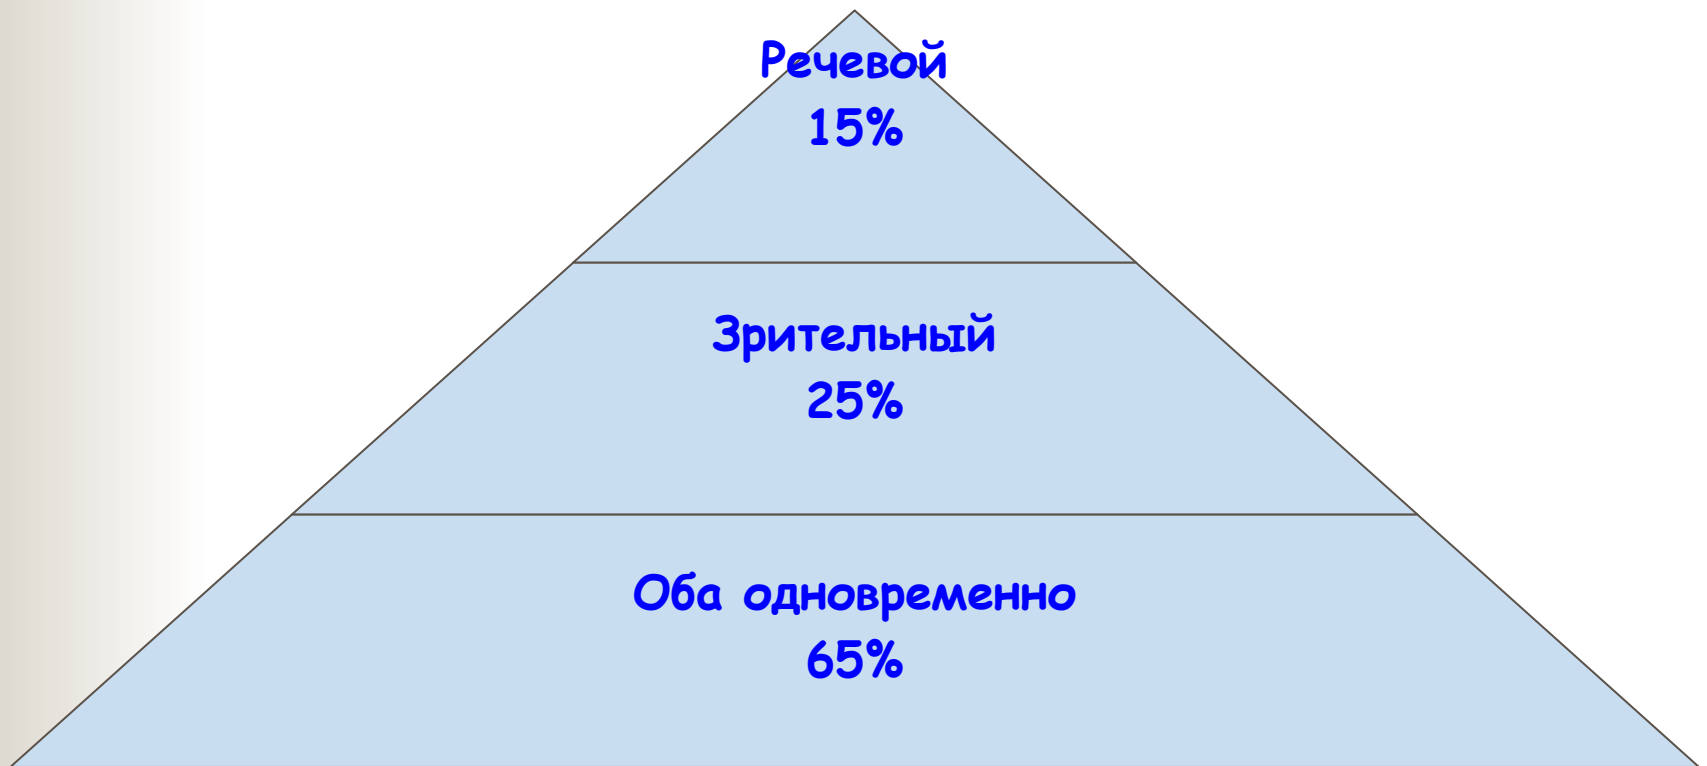 Речевой
15%
Зрительный
25%
Оба одновременно
65%